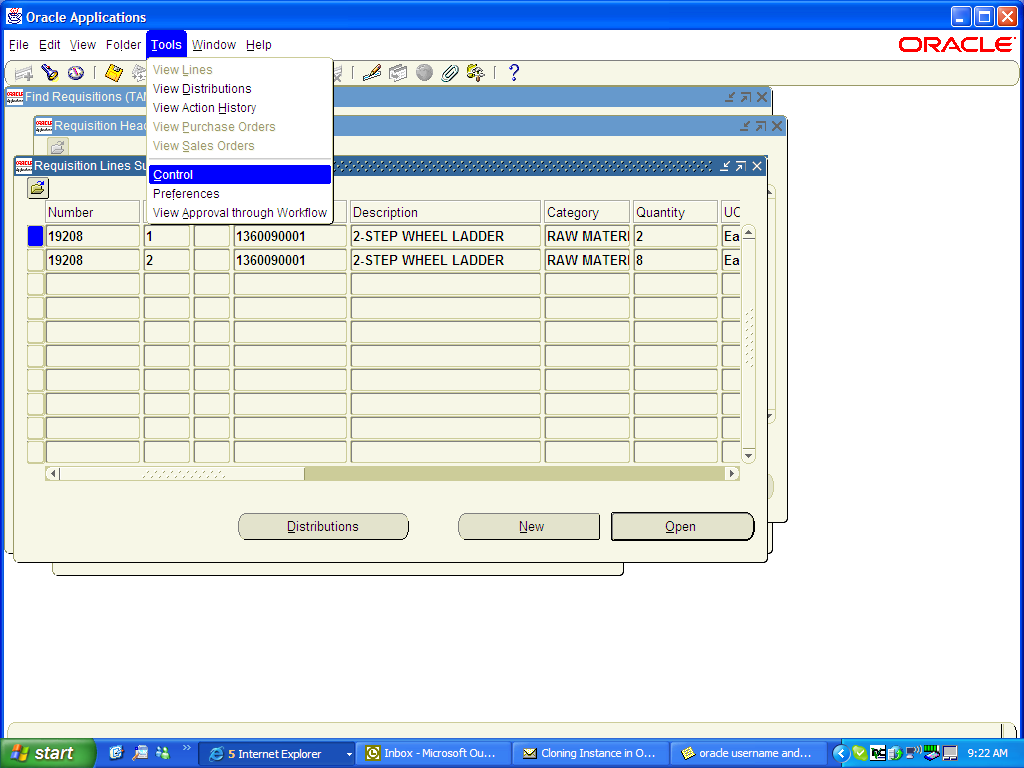 Oracle Applications
File Edit View Folder Tools Window Help
ORACLE
View Lines
View Distributions
View Action History
View Purchase Orders
View Sales Orders
Control
Preferences
View Approval through Workflow
Find Requisitions (TAN
Requisition Head
Requisition Lines Su
Number Description Category Quantity UO
19208 1 1360090001 2-STEP WHEEL LADDER RAW MATERI 2 Ea
19208 2 1360090001 2-STEP WHEEL LADDER RAW MATERI 8 Ea
Distributions New Open
start 5 Internet Explorer Inbox - Microsoft Ou... Cloning Instance in O... oracle username and... 9:22 AM